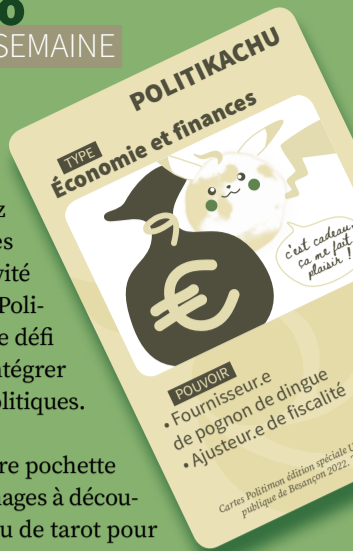 o
SEMAINE
POLITIKACHU
TYPE
Économie et finances
c'est cadeau,
ça me fait
plaisir !
€
POUVOIR
• Fournisseur.e
de pognon de dingue
• Ajusteur.e de fiscalité
Cartes Politimon édition spéciale U
publique de Besançon 2022.
z
es
vité
Poli-
e défi
ntégrer
olitiques.
re pochette
nages à décou-
u de tarot pour